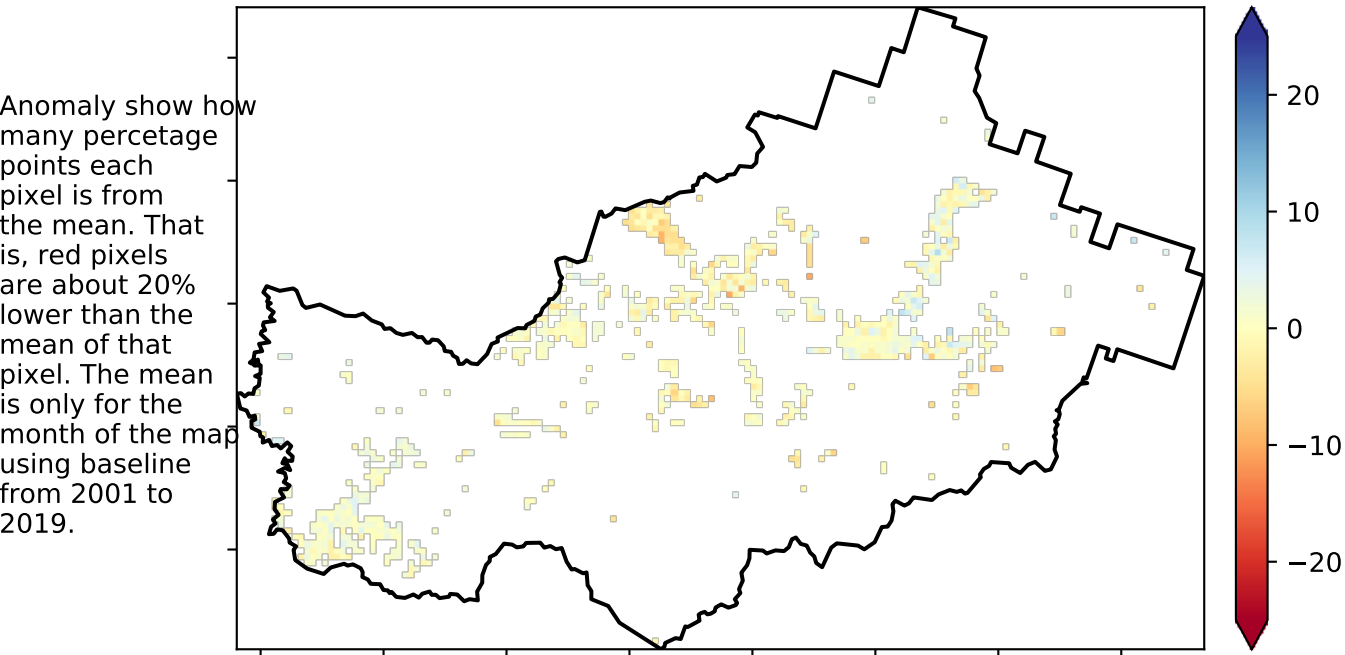 Anomaly show how
many percetage
points each
pixel is from
the mean. That
is, red pixels
are about 20%
lower than the
mean of that
pixel. The mean
is only for the
month of the map
using baseline
from 2001 to
2019.
20
10
0
−10
−20